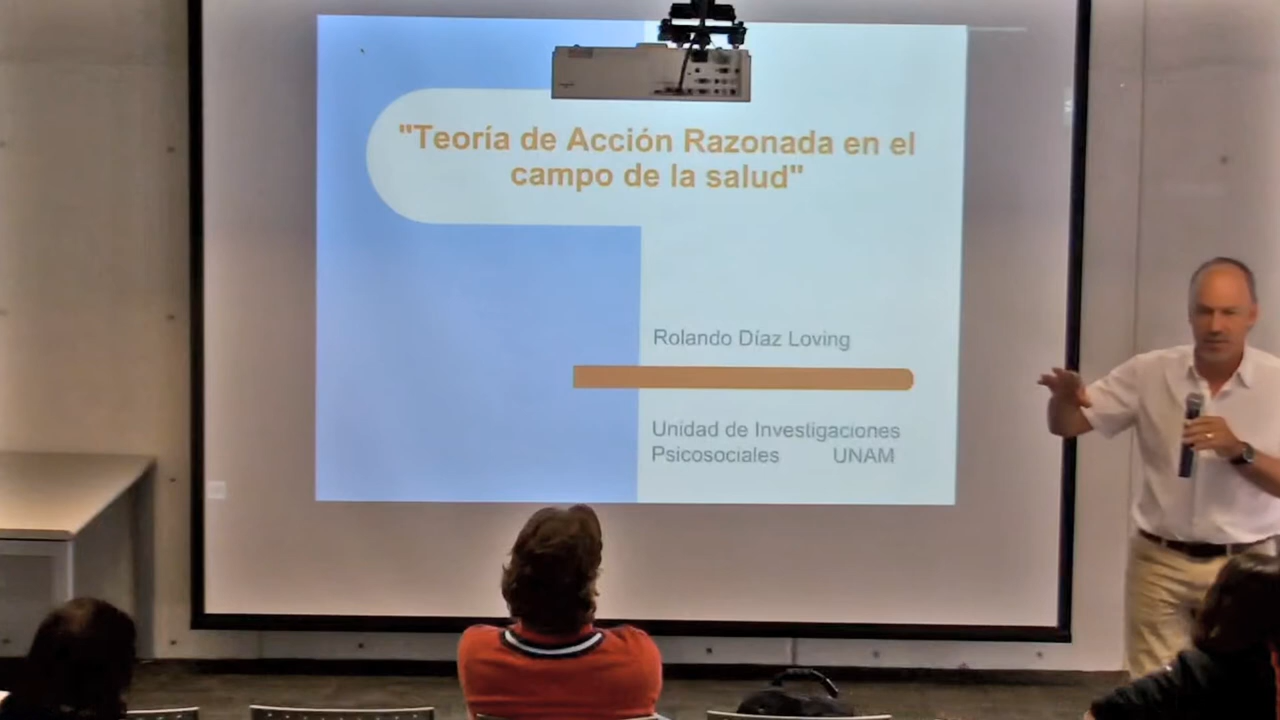 "Teoría de Acción Razonada en el
campo de la salud"
Rolando Díaz Loving
Unidad de Investigaciones
Psicosociales UNAM